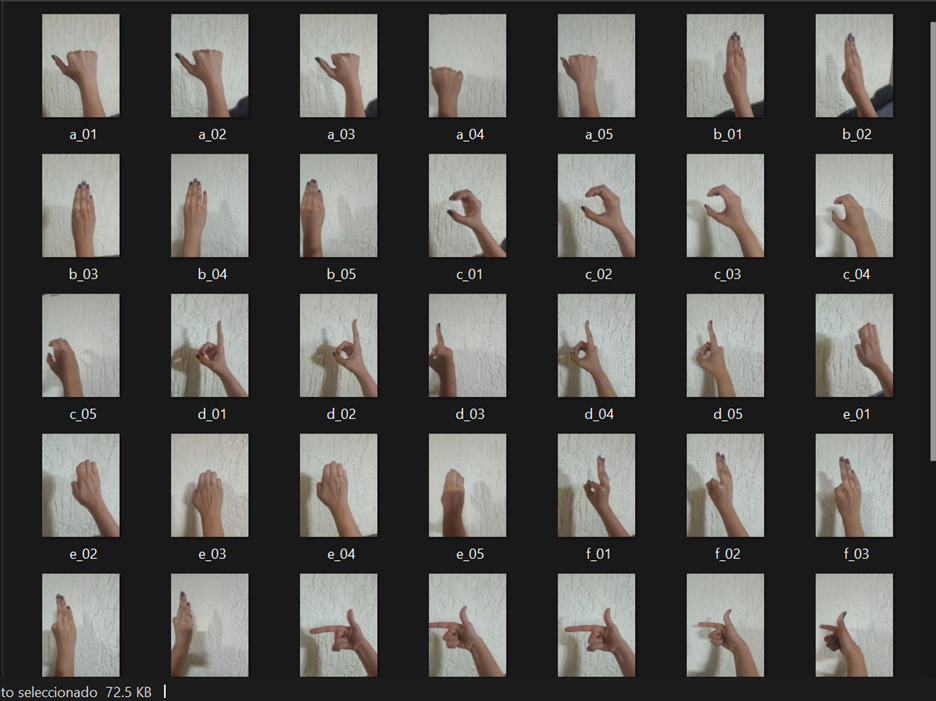 a_01 a_02 a_03 a_04 a_05 b_01 b_02
b_03 b_04 b_05 c_01 c_02 c_03 c_04
c_05 d_01 d_02 d_03 d_04 d_05 e_01
e_02 e_03 e_04 e_05 f_01 f_02 f_03
to seleccionado 72.5 KB